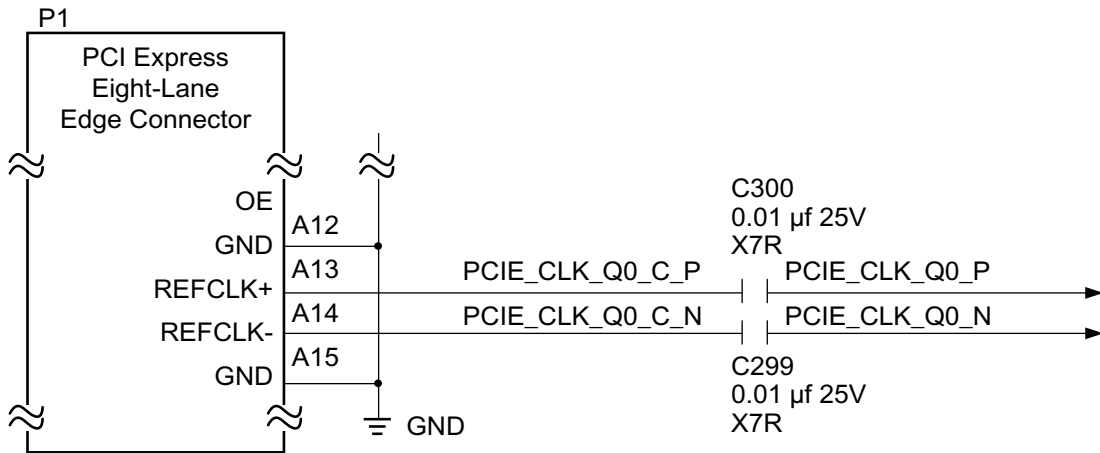 P1
PCI Express
Eight-Lane
Edge Connector
OE
A12
GND
A13
REFCLK+
A14
REFCLK-
A15
GND
GND
C300
0.01 µf 25V
X7R
PCIE_CLK_Q0_C_P
PCIE_CLK_Q0_P
PCIE_CLK_Q0_C_N
PCIE_CLK_Q0_N
C299
0.01 µf 25V
X7R